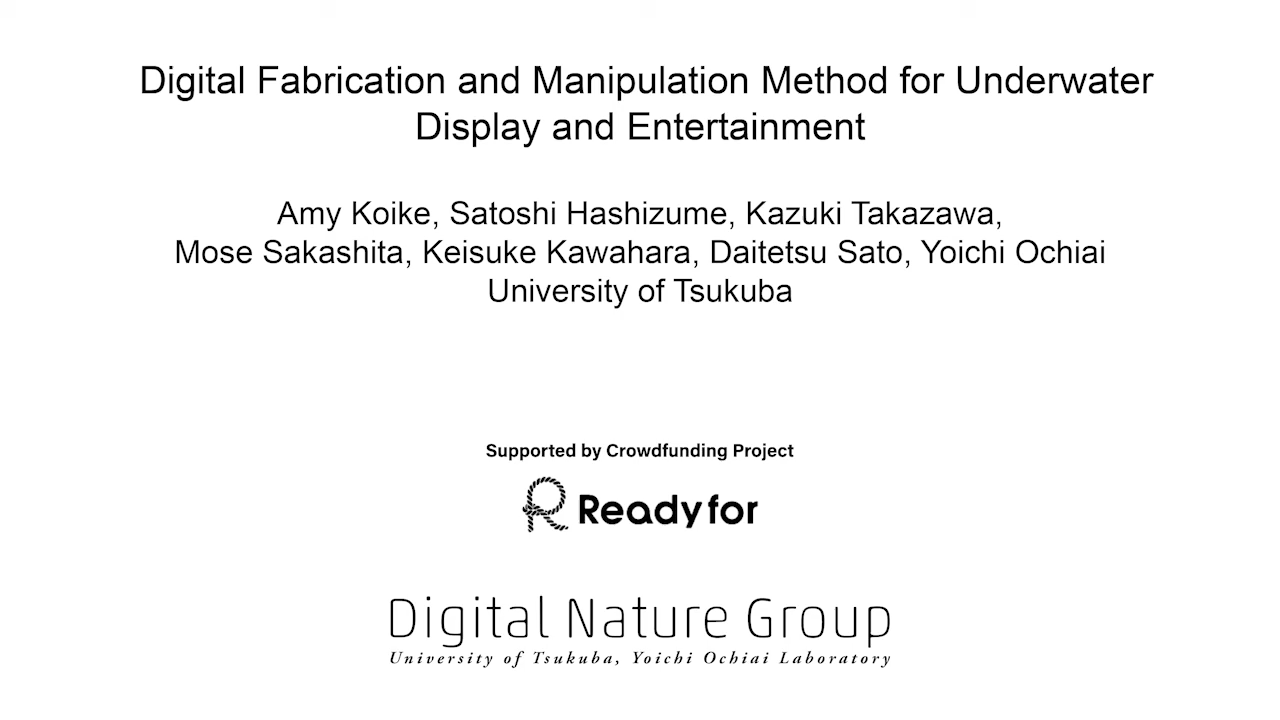 Digital Fabrication and Manipulation Method for Underwater
Display and Entertainment
Amy Koike, Satoshi Hashizume, Kazuki Takazawa,
Mose Sakashita, Keisuke Kawahara, Daitetsu Sato, Yoichi Ochiai
University of Tsukuba
Supported by Crowdfunding Project
Readyfor
Digital Nature Group
University of Tsukuba, Yoichi Ochiai Laboratory